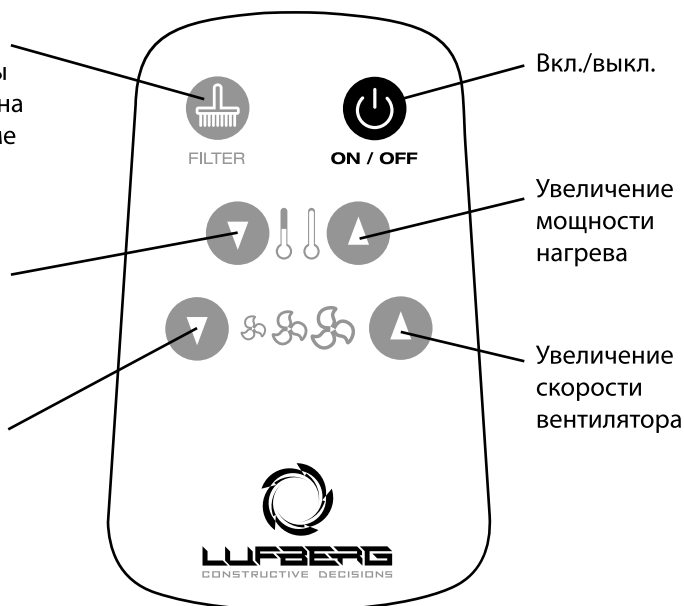 Вкл./выкл.
FILTER
ON / OFF
Увеличение
мощности
нагрева
Увеличение
скорости
вентилятора
LUFBERG
CONSTRUCTIVE DECISIONS